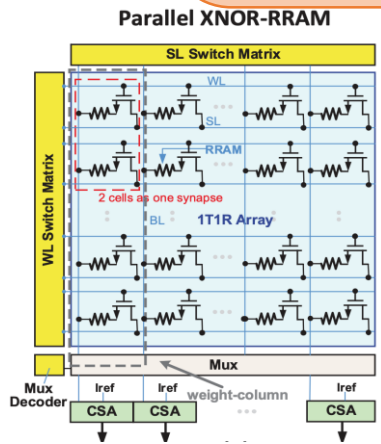 Parallel XNOR-RRAM
SL Switch Matrix
WL Switch Matrix
WL
SL
RRAM
2 cells as one synapse
BL
1T1R Array
Mux
Mux
Decoder
weight-column
Iref
Iref
Iref
CSA
CSA
CSA